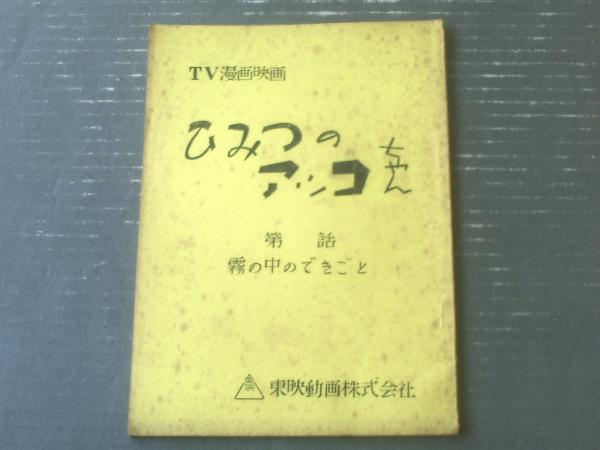 TV漫画映画
ひみつの
アッコちゃん
第 話
霧の中のできごと
東映動画株式会社